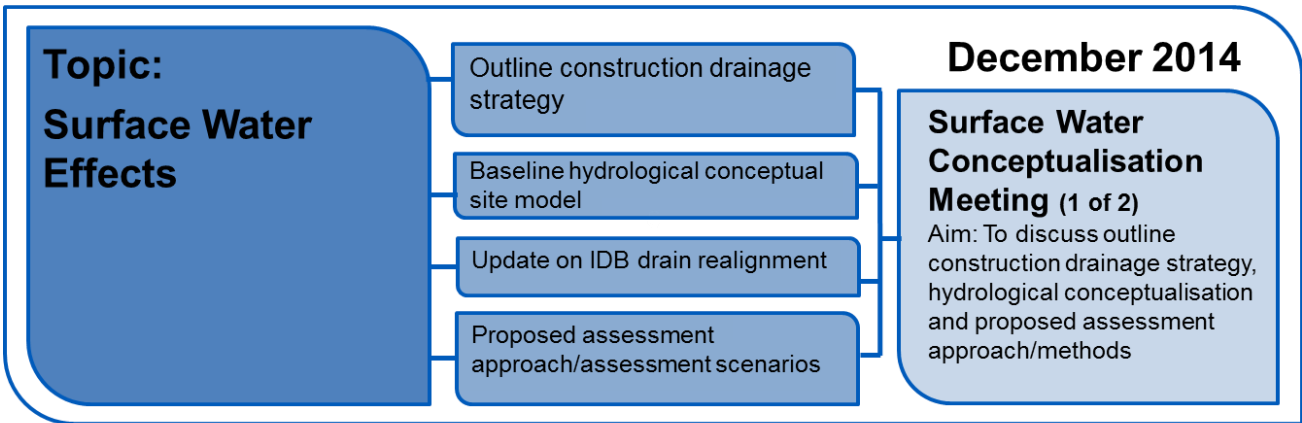 Topic:
Surface Water
Effects
Outline construction drainage
strategy
Baseline hydrological conceptual
site model
Update on IDB drain realignment
Proposed assessment
approach/assessment scenarios
December 2014
Surface Water
Conceptualisation
Meeting (1 of 2)
Aim: To discuss outline
construction drainage strategy,
hydrological conceptualisation
and proposed assessment
approach/methods